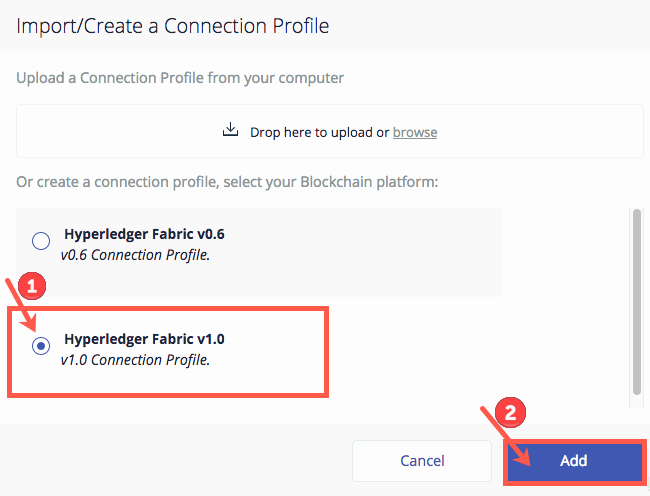 Import/Create a Connection Profile
Upload a Connection Profile from your computer
Drop here to upload or browse
Or create a connection profile, select your Blockchain platform:
Hyperledger Fabric v0.6
v0.6 Connection Profile.
1
Hyperledger Fabric v1.0
v1.0 Connection Profile.
2
Cancel
Add